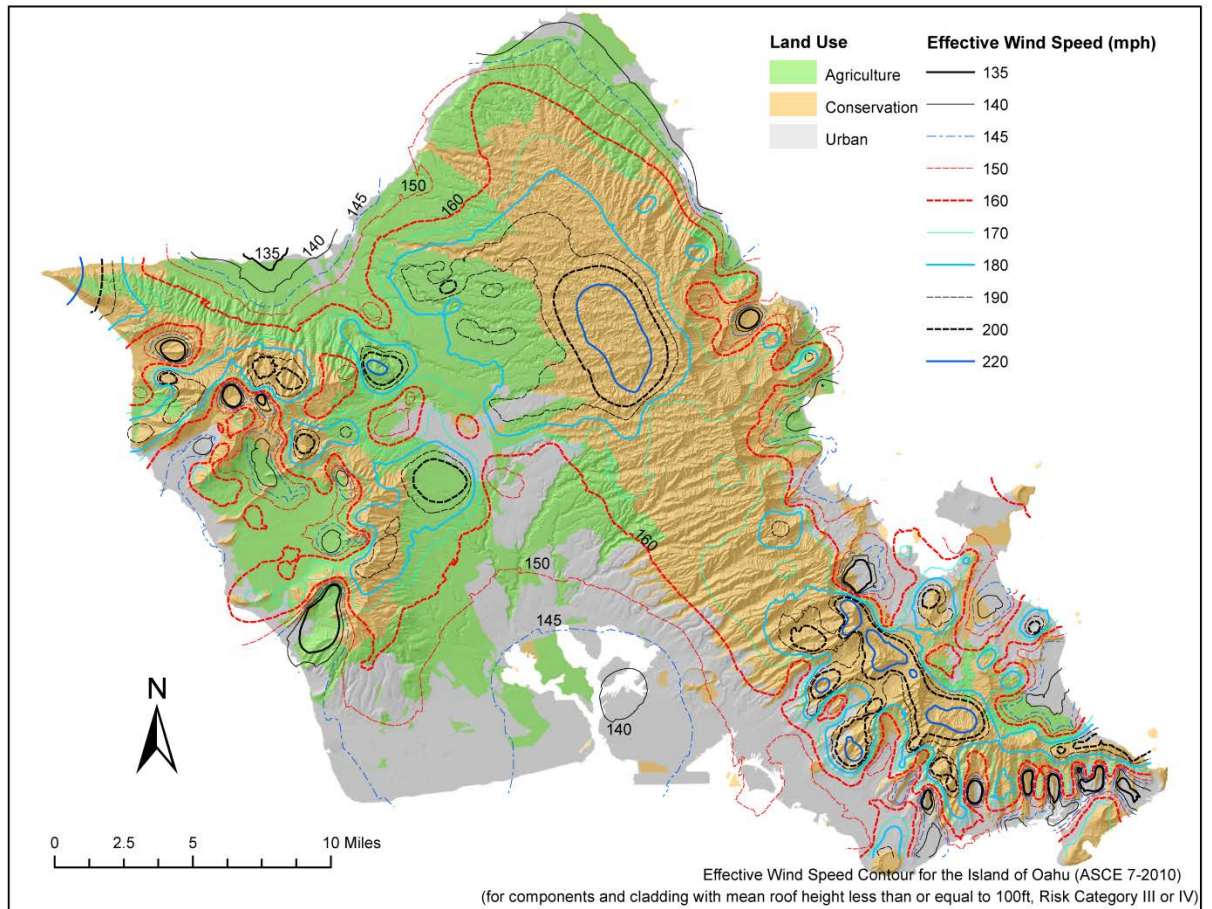 Land Use
Agriculture
Conservation
Urban
Effective Wind Speed (mph)
135
140
145
150
160
170
180
190
200
220
150
160
145
140
135
160
150
145
140
N
0 2.5 5 10 Miles
Effective Wind Speed Contour for the Island of Oahu (ASCE 7-2010)
(for components and cladding with mean roof height less than or equal to 100ft, Risk Category III or IV)